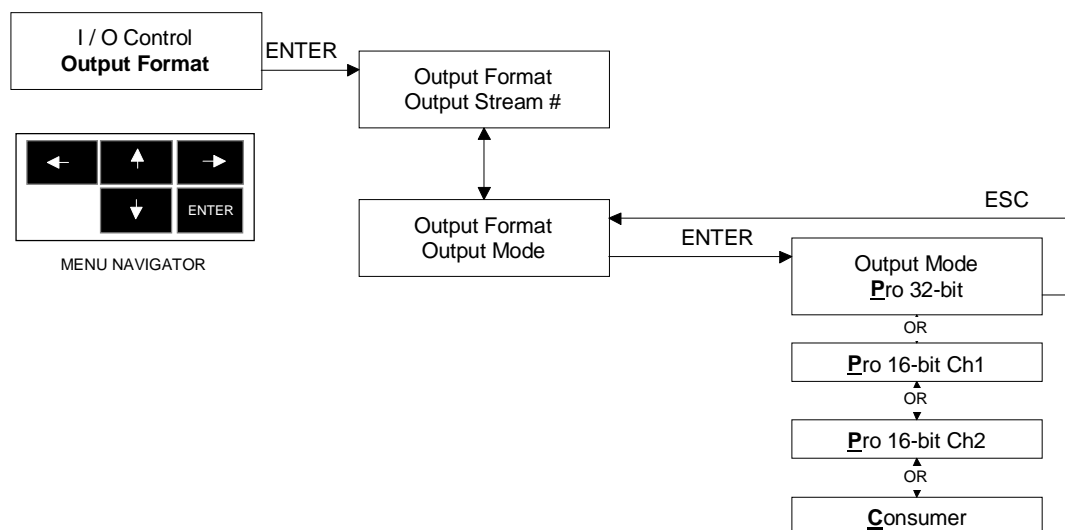 I / O Control
Output Format
ENTER
Output Format
Output Stream #
ENTER
MENU NAVIGATOR
Output Format
Output Mode
ESC
ENTER
Output Mode
Pro 32-bit
OR
Pro 16-bit Ch1
OR
Pro 16-bit Ch2
OR
Consumer